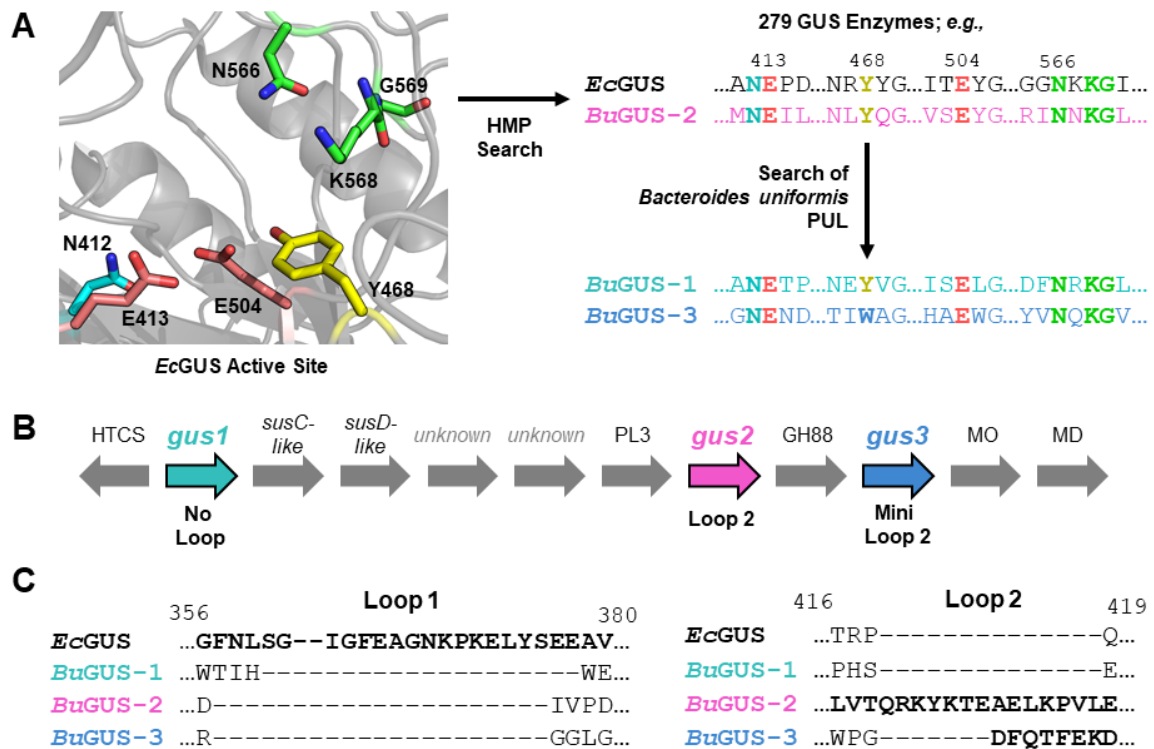 A
N566
G569
K568
N412
E413
E504
Y468
EcGUS Active Site
HMP
Search
279 GUS Enzymes; e.g.,
413 468 504 566
EcGUS ...ANEPD...NRYYG...ITEYG...GGNKKGI...
BuGUS-2 ...MNEIL...NLYQG...VSEYG...RINNKGL...
Search of
Bacteroides uniformis
PUL
BuGUS-1 ...ANETP...NEYVG...ISELG...DFNRKGL...
BuGUS-3 ...GNEND...TIWAG...HAEWG...YVNQKGV...
B
HTCS gus1 susC-like susD-like unknown unknown PL3 gus2 GH88 gus3 MO MD
No Loop
Loop 2
Mini Loop 2
C
356 Loop 1 380
EcGUS ...GFNLSG--IGFEAGNKPKELYSEEAV...
BuGUS-1 ...WTIH----------------------WE...
BuGUS-2 ...D-----------------------IVPD...
BuGUS-3 ...R-----------------------GGLG...
416 Loop 2 419
EcGUS ...TRP--------------Q...
BuGUS-1 ...PHS--------------E...
BuGUS-2 LVTQRKYKTEAELKPVLE...
BuGUS-3 ...WPG-------DFQTFEKD...